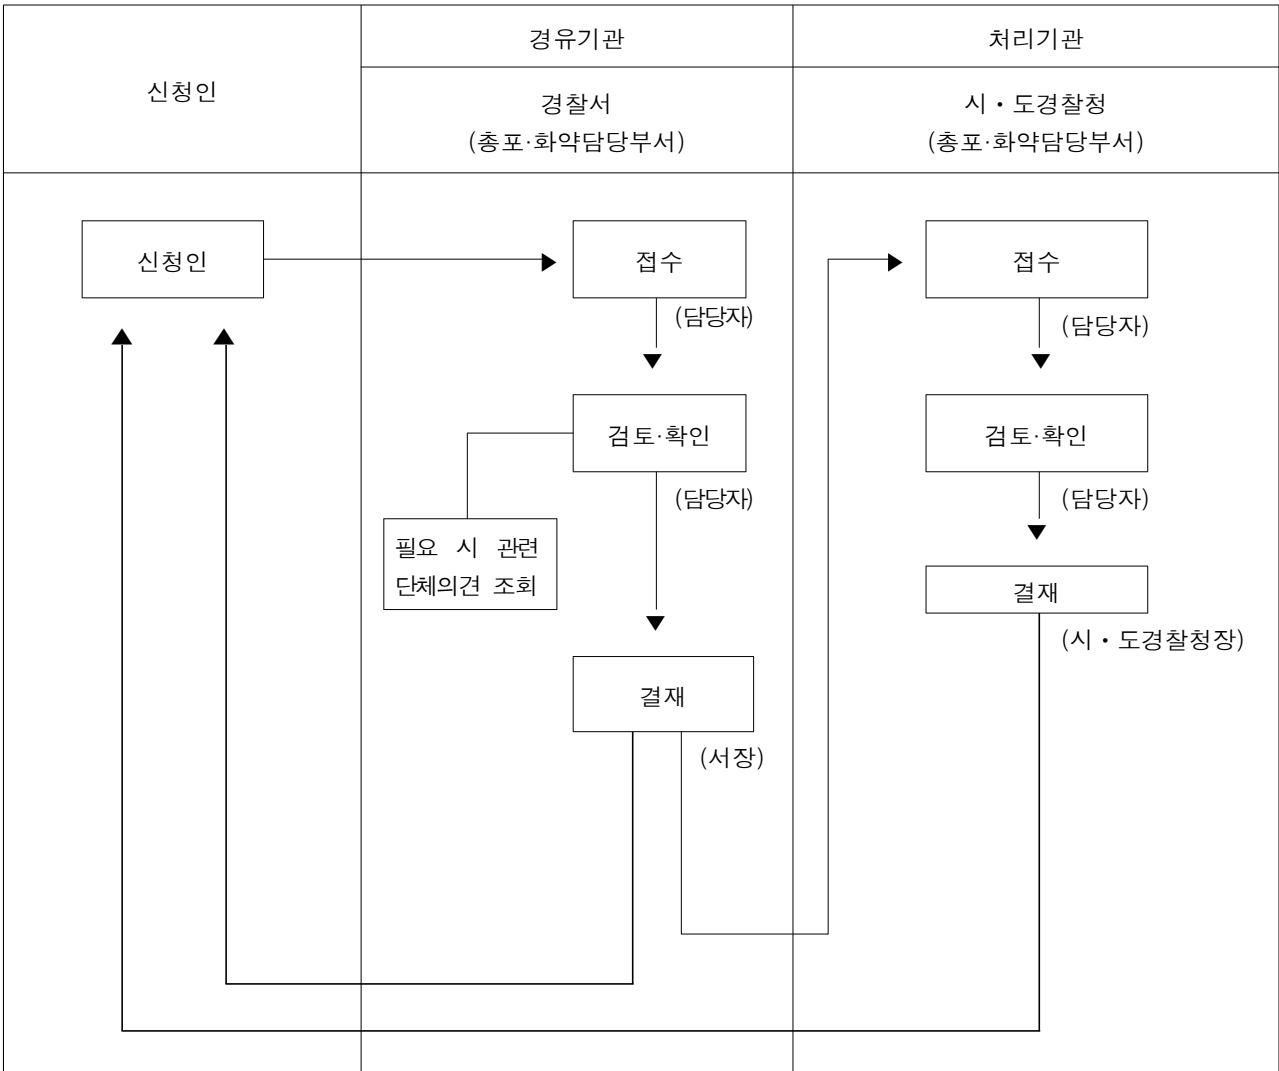 신청인
경유기관
처리기관
경찰서
(총포·화약담당부서)
시・도경찰청
(총포·화약담당부서)
신청인
접수
(담당자)
검토·확인
(담당자)
필요 시 관련
단체의견 조회
결재
(서장)
접수
(담당자)
검토·확인
(담당자)
결재
(시・도경찰청장)